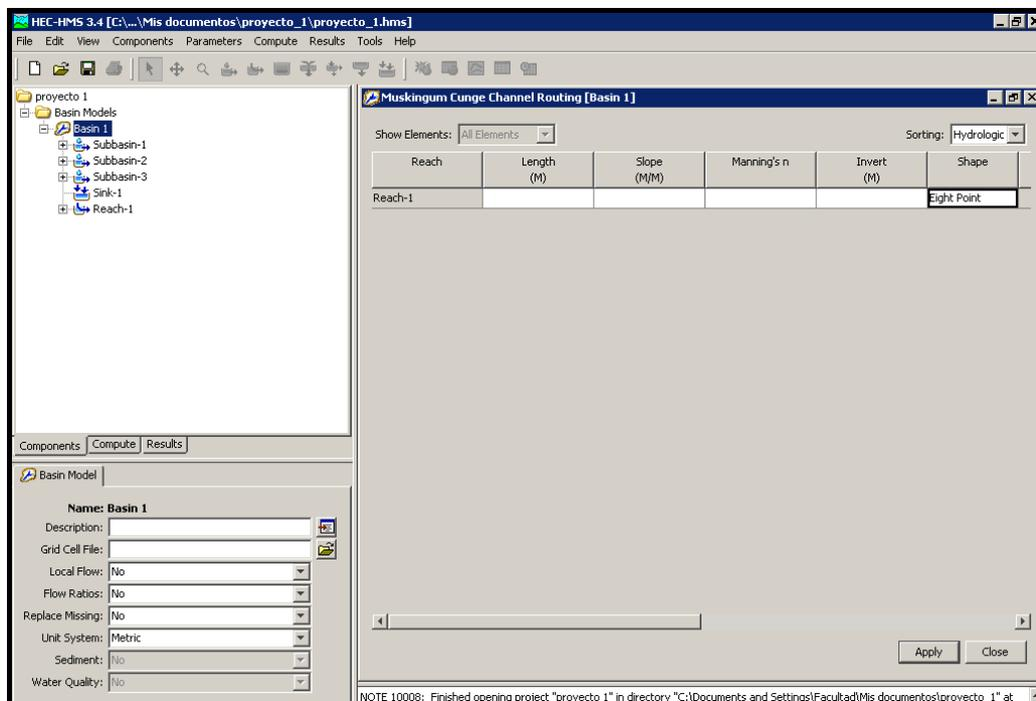 HEC-HMS 3.4 [C:\...\Mis documentos\proyecto_1\proyecto_1.hms]
File Edit View Components Parameters Compute Results Tools Help
proyecto 1
Basin Models
Basin 1
Subbasin-1
Subbasin-2
Subbasin-3
Sink-1
Reach-1
Components Compute Results
Basin Model
Name: Basin 1
Description:
Grid Cell File:
Local Flow: No
Flow Ratios: No
Replace Missing: No
Unit System: Metric
Sediment: No
Water Quality: No
Muskingum Cunge Channel Routing [Basin 1]
Show Elements: All Elements Sorting: Hydrologic
Reach Length Slope Manning's n Invert Shape
(M) (M/M) (M)
Reach-1 Eight Point
Apply Close
NOTE 10008: Finished opening project "proyecto 1" in directory "C:\Documents and Settings\Facultad\Mis documentos\proyecto_1" at